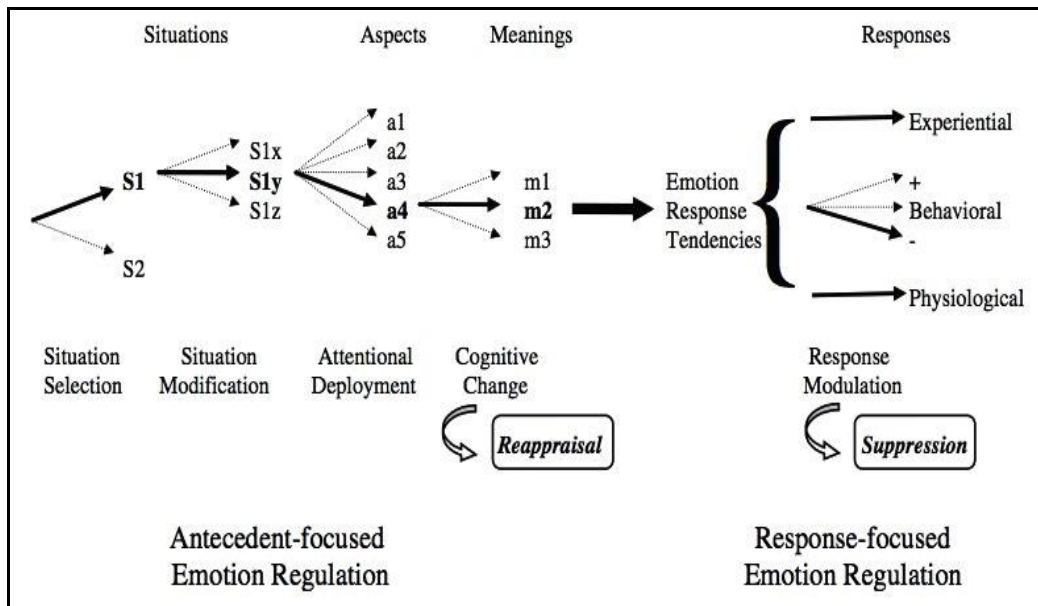 Situations Aspects Meanings Responses
a1
Experiential
S1x a2
+
S1 S1y a3 m1 Emotion
Behavioral
S1z a4 m2 Response
-
a5 m3 Tendencies
S2
Physiological
Situation Situation Attentional Cognitive Response
Selection Modification Deployment Change Modulation
Reappraisal Suppression
Antecedent-focused Response-focused
Emotion Regulation Emotion Regulation